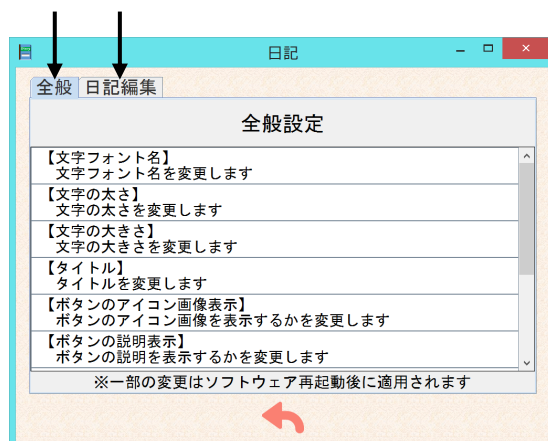 日記
全般 日記編集
全般設定
【文字フォント名】
文字フォント名を変更します
【文字の太さ】
文字の太さを変更します
【文字の大きさ】
文字の大きさを変更します
【タイトル】
タイトルを変更します
【ボタンのアイコン画像表示】
ボタンのアイコン画像を表示するかを変更します
【ボタンの説明表示】
ボタンの説明を表示するかを変更します
※一部の変更はソフトウェア再起動後に適用されます